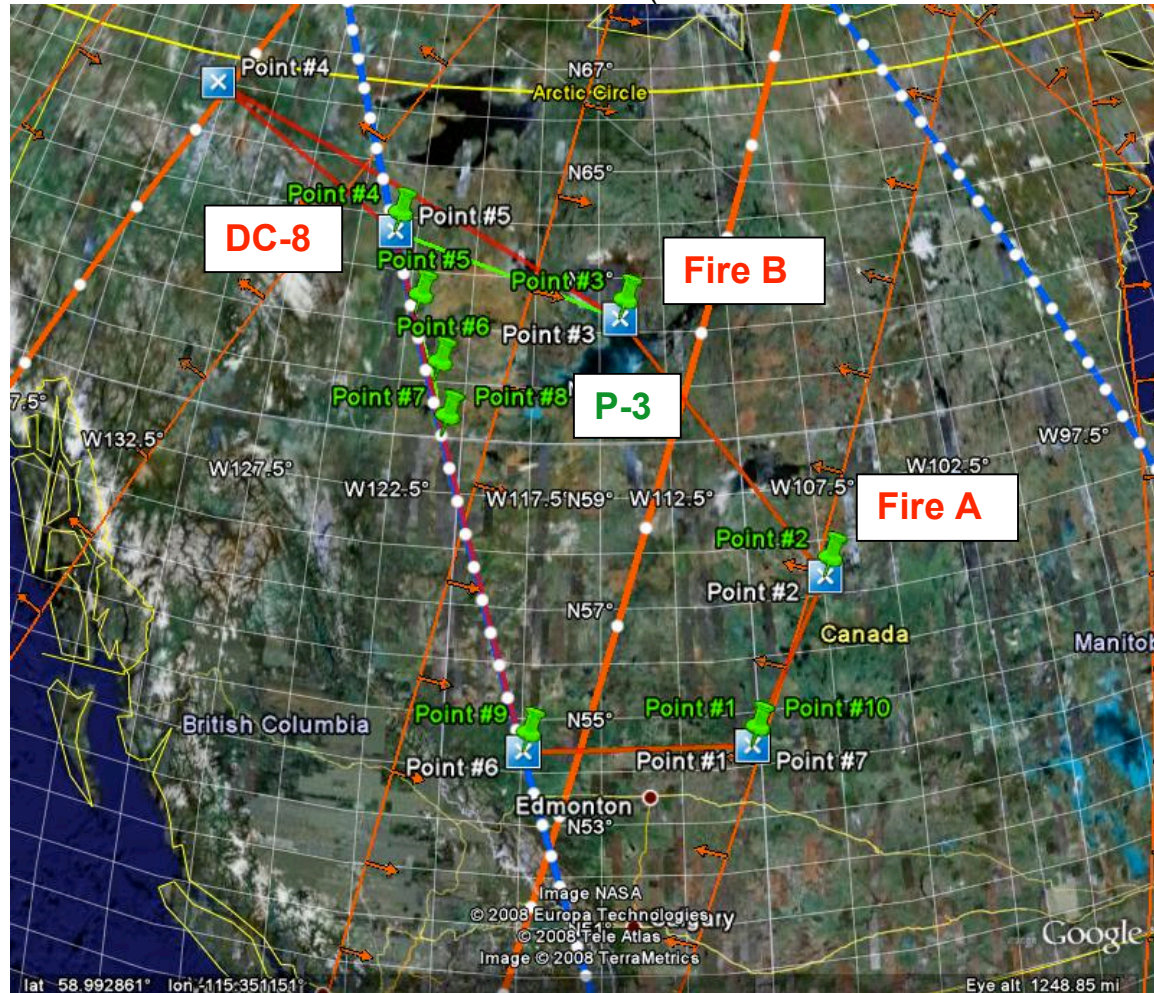 Point #4
N67°
Arctic Circle
N65°
Point #4
Point #5
DC-8
Point #5
Point #3
Fire B
Point #6
Point #3
Point #7
Point #8
P-3
7.5°
W132.5°
W127.5°
W122.5°
W117.5°
N59°
W112.5°
W107.5°
W102.5°
W97.5°
Fire A
Point #2
Point #2
N57°
Canada
Manitob
British Columbia
Point #9
N55°
Point #1
Point #10
Point #6
Point #1
Point #7
Edmonton
N53°
Image NASA
© 2008 Europa Technologies
© 2008 Tele Atlas
Image © 2008 TerraMetrics
Google
lat 58.992861° lon -115.351151°
Eye alt 1248.85 mi